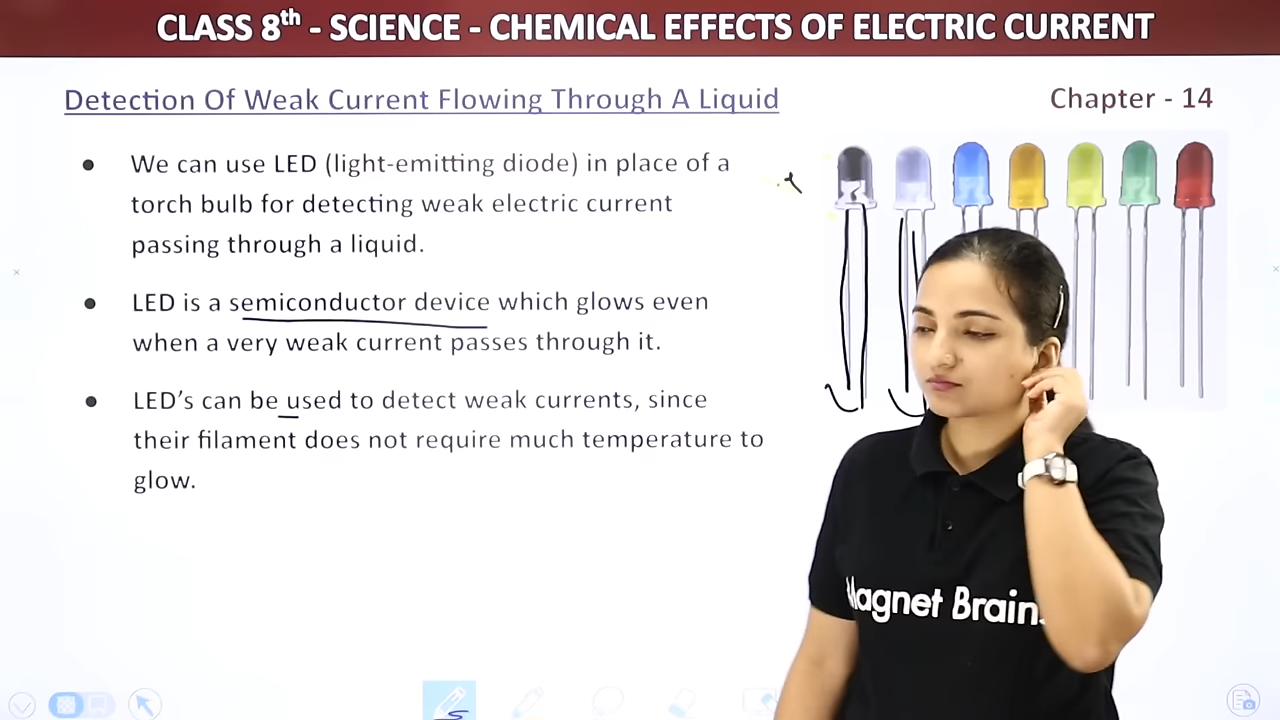 CLASS 8th - SCIENCE - CHEMICAL EFFECTS OF ELECTRIC CURRENT
Detection Of Weak Current Flowing Through A Liquid
Chapter - 14
● We can use LED (light-emitting diode) in place of a
torch bulb for detecting weak electric current
passing through a liquid.
● LED is a semiconductor device which glows even
when a very weak current passes through it.
● LED’s can be used to detect weak currents, since
their filament does not require much temperature to
glow.
Magnet Brains